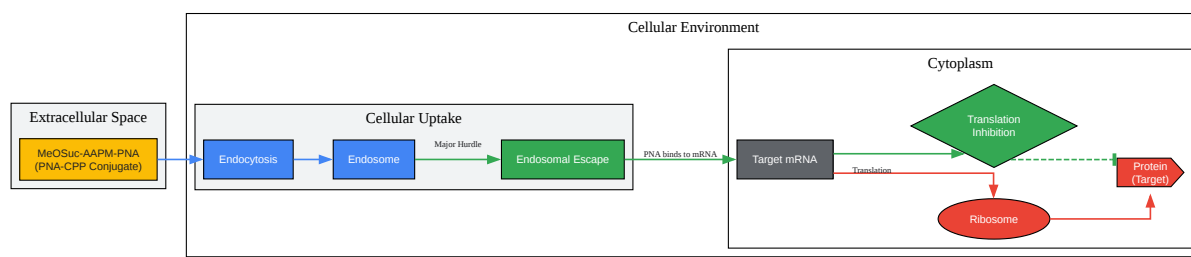 Cellular Environment
Cytoplasm
Extracellular Space
Cellular Uptake
MeOSuc-AAPM-PNA
(PNA-CPP Conjugate)
Endocytosis
Endosome
Major Hurdle
Endosomal Escape
PNA binds to mRNA
Target mRNA
Translation
Inhibition
Translation
Ribosome
Protein
(Target)